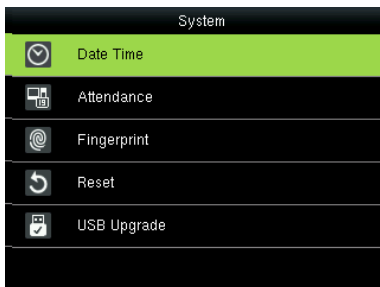 System
Date Time
Attendance
Fingerprint
Reset
USB Upgrade